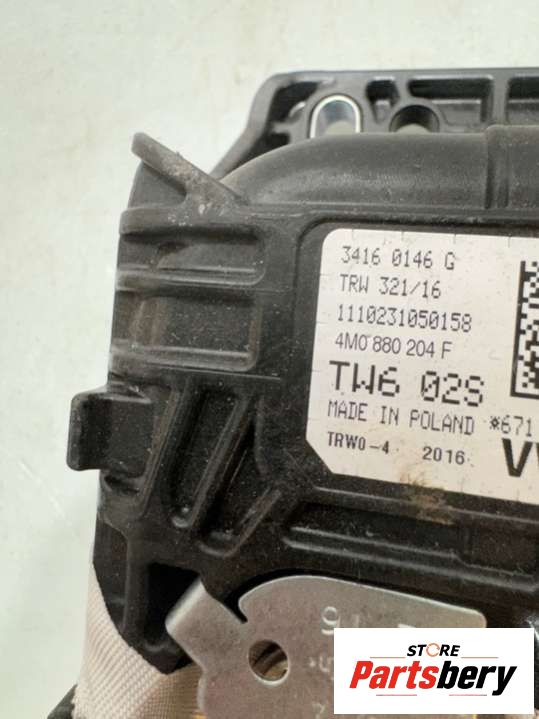 3416 0146 G
TRW 321/16
1110231050158
4M0 880 204 F
TW6 02S
MADE IN POLAND *671
TRWO-4 2016
STORE
Partsbery